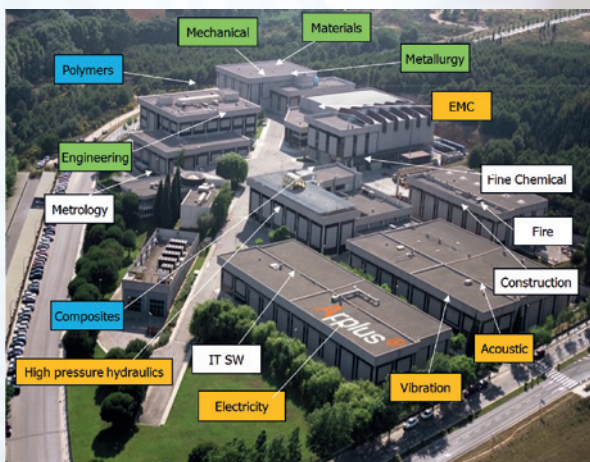 Materials
Mechanical
Metallurgy
Polymers
EMC
Engineering
Fine Chemical
Metrology
Fire
Construction
Composites
Applus
IT SW
Acoustic
High pressure hydraulics
Vibration
Electricity